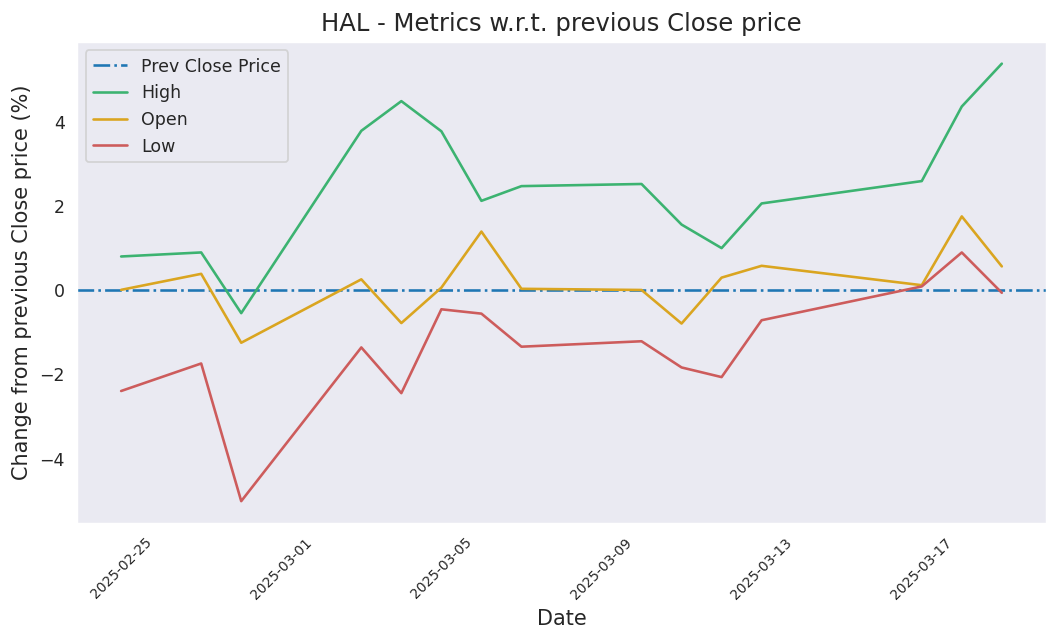 HAL - Metrics w.r.t. previous Close price
Prev Close Price
High
Open
Low
Change from previous Close price (%)
4
2
0
−2
−4
2025-02-25
2025-03-01
2025-03-05
2025-03-09
2025-03-13
2025-03-17
Date